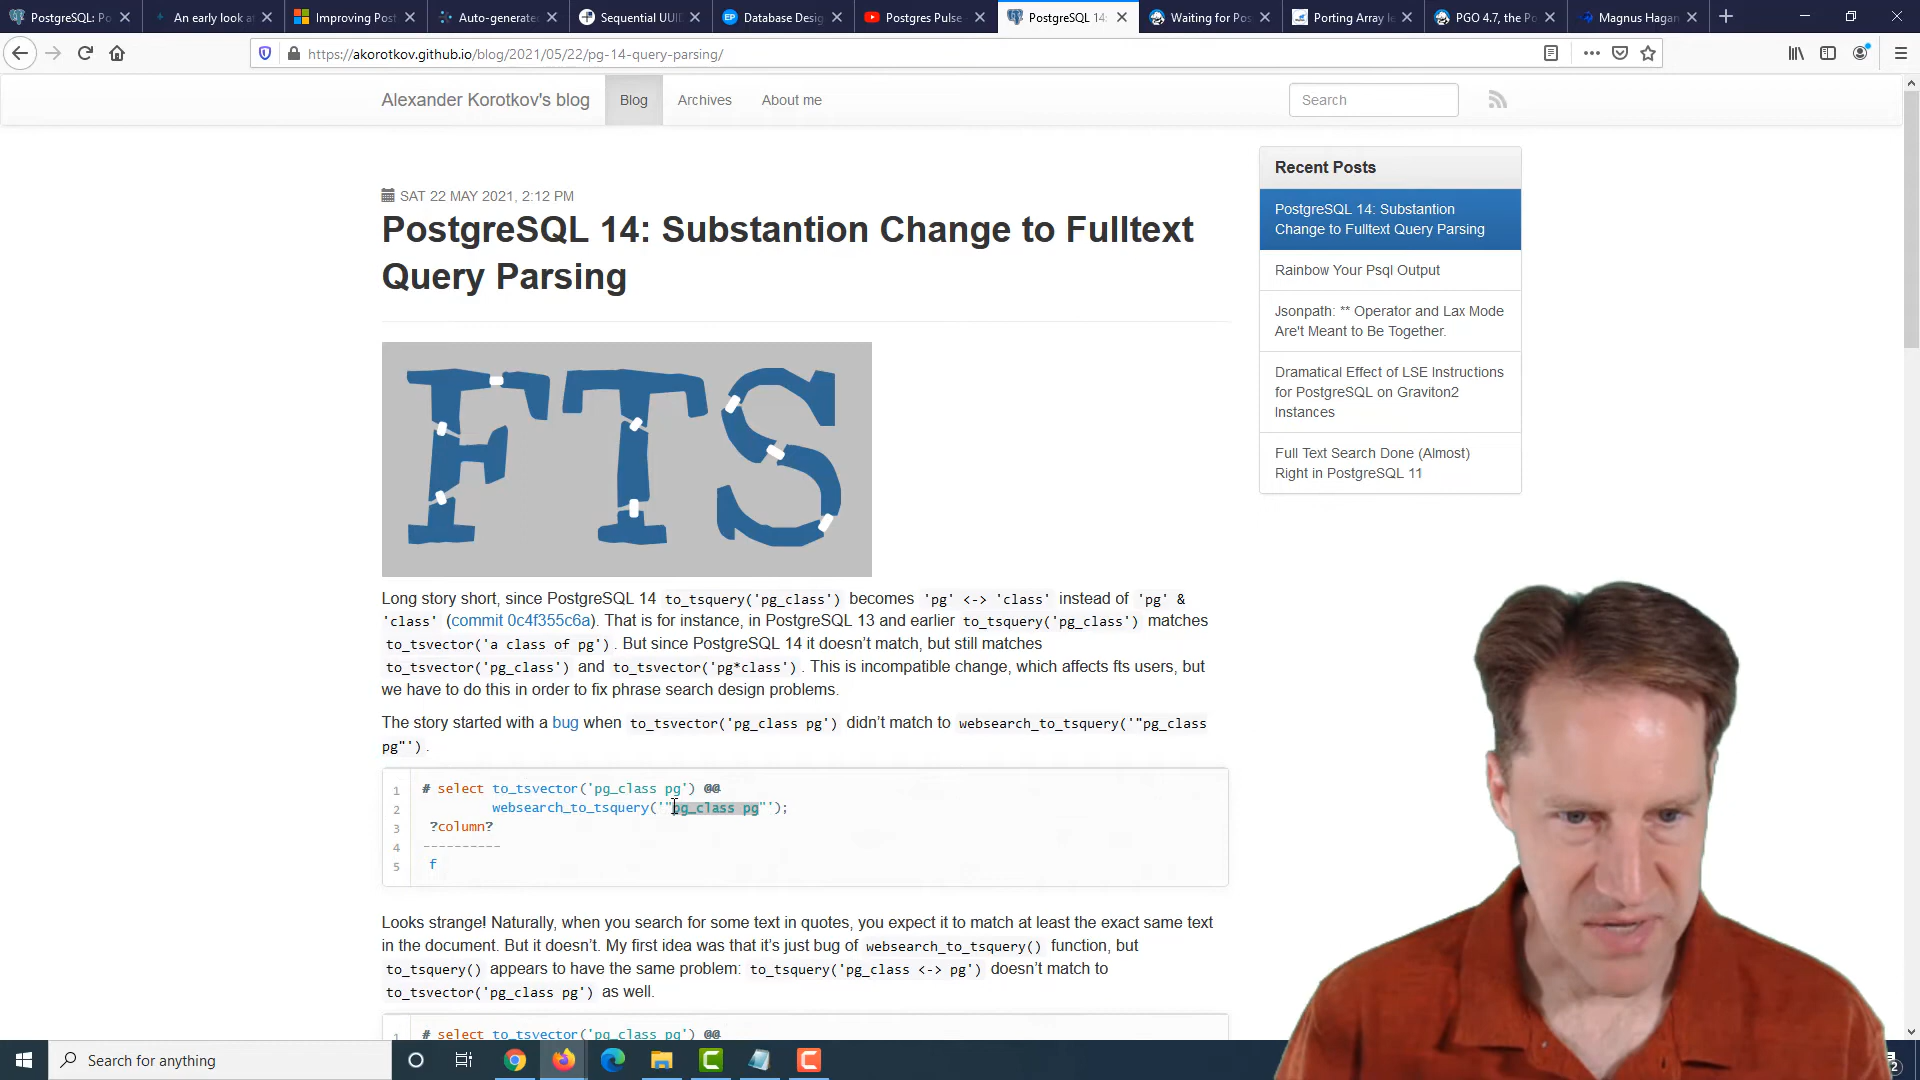 PostgreSQL: Po
An early look at
Improving Post
Auto-generated
Sequential UUID
Database Desig
Postgres Pulse
PostgreSQL 14:
Waiting for Pos
Porting Array le
PGO 4.7, the Po
Magnus Hagan
https://akorotkov.github.io/blog/2021/05/22/pg-14-query-parsing/
Alexander Korotkov's blog
Blog
Archives
About me
Search
SAT 22 MAY 2021, 2:12 PM
PostgreSQL 14: Substantion Change to Fulltext
Query Parsing
FTS
Long story short, since PostgreSQL 14 to_tsquery('pg_class') becomes 'pg' <-> 'class' instead of 'pg' &
'class' (commit 0c4f355c6a). That is for instance, in PostgreSQL 13 and earlier to_tsquery('pg_class') matches
to_tsvector('a class of pg'). But since PostgreSQL 14 it doesn't match, but still matches
to_tsvector('pg_class') and to_tsvector('pg*class'). This is incompatible change, which affects fts users, but
we have to do this in order to fix phrase search design problems.
The story started with a bug when to_tsvector('pg_class pg') didn't match to websearch_to_tsquery('"pg_class
pg"').
1 # select to_tsvector('pg_class pg') @@
2 websearch_to_tsquery('"pg_class pg"');
3 ?column?
4 ----------
5 f
Looks strange! Naturally, when you search for some text in quotes, you expect it to match at least the exact same text
in the document. But it doesn't. My first idea was that it's just bug of websearch_to_tsquery() function, but
to_tsquery() appears to have the same problem: to_tsquery('pg_class <-> pg') doesn't match to
to_tsvector('pg_class pg') as well.
1 # select to_tsvector('pg_class pg') @@
Recent Posts
PostgreSQL 14: Substantion
Change to Fulltext Query Parsing
Rainbow Your Psql Output
Jsonpath: ** Operator and Lax Mode
Are't Meant to Be Together.
Dramatical Effect of LSE Instructions
for PostgreSQL on Graviton2
Instances
Full Text Search Done (Almost)
Right in PostgreSQL 11
Search for anything
2